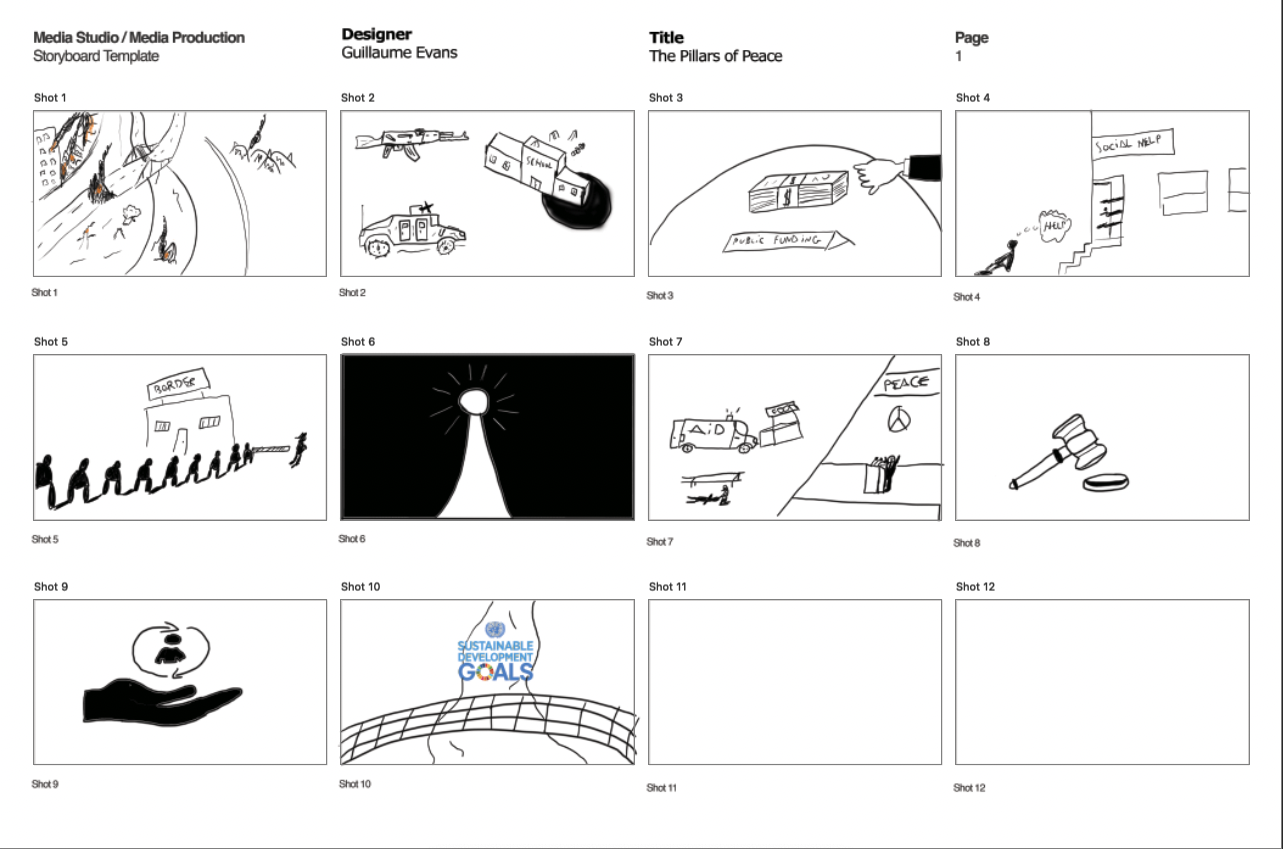 Media Studio / Media Production
Storyboard Template
Designer
Guillaume Evans
Title
The Pillars of Peace
Page
1
Shot 1
Shot 2
Shot 3
Shot 4
SCHOOL
$
PUBLIC FUNDING
SOCIAL HELP
HELP
Shot 1
Shot 2
Shot 3
Shot 4
Shot 5
Shot 6
Shot 7
Shot 8
BORDER
AiD
PEACE
Shot 5
Shot 6
Shot 7
Shot 8
Shot 9
Shot 10
Shot 11
Shot 12
SUSTAINABLE
DEVELOPMENT
GOALS
Shot 9
Shot 10
Shot 11
Shot 12